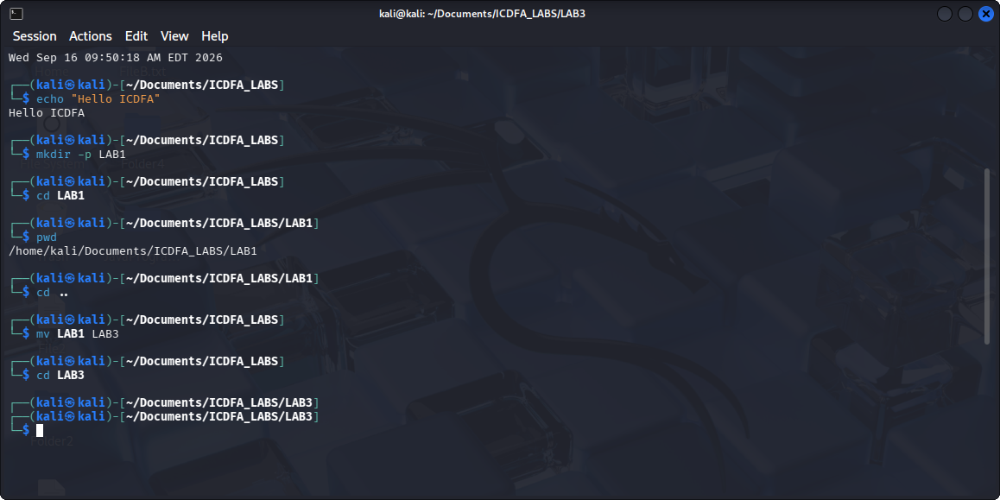 kali@kali: ~/Documents/ICDFA_LABS/LAB3
Session Actions Edit View Help
Wed Sep 16 09:50:18 AM EDT 2026
┌──(kali㉿kali)-[~/Documents/ICDFA_LABS]
└─$ echo "Hello ICDFA"
Hello ICDFA
┌──(kali㉿kali)-[~/Documents/ICDFA_LABS]
└─$ mkdir -p LAB1
┌──(kali㉿kali)-[~/Documents/ICDFA_LABS]
└─$ cd LAB1
┌──(kali㉿kali)-[~/Documents/ICDFA_LABS/LAB1]
└─$ pwd
/home/kali/Documents/ICDFA_LABS/LAB1
┌──(kali㉿kali)-[~/Documents/ICDFA_LABS/LAB1]
└─$ cd ..
┌──(kali㉿kali)-[~/Documents/ICDFA_LABS]
└─$ mv LAB1 LAB3
┌──(kali㉿kali)-[~/Documents/ICDFA_LABS]
└─$ cd LAB3
┌──(kali㉿kali)-[~/Documents/ICDFA_LABS/LAB3]
┌──(kali㉿kali)-[~/Documents/ICDFA_LABS/LAB3]
└─$
Folder4
Folder2